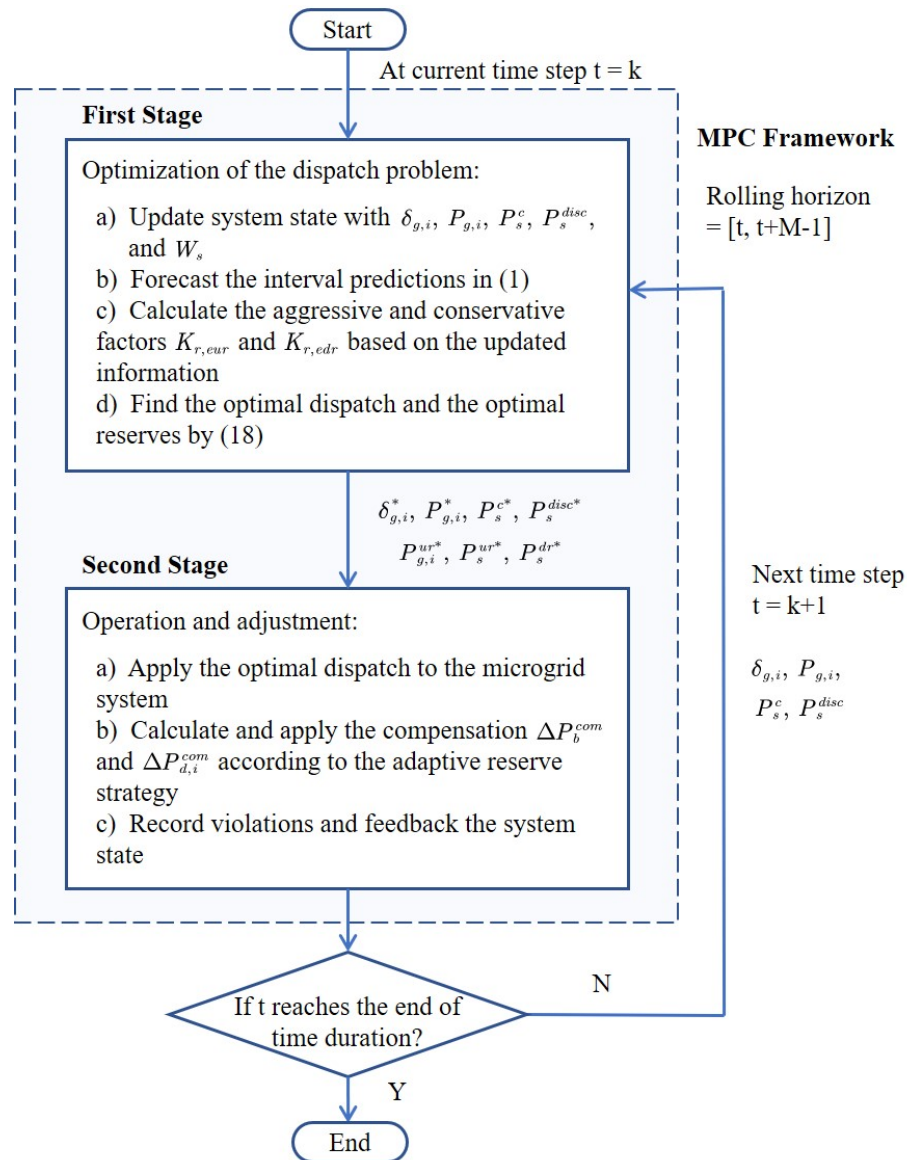 Start
At current time step t = k
First Stage
MPC Framework
Rolling horizon
= [t, t+M-1]
Optimization of the dispatch problem:
a) Update system state with δ_{g,i}, P_{g,i}, P_s^c, P_s^{disc},
and W_s
b) Forecast the interval predictions in (1)
c) Calculate the aggressive and conservative
factors K_{r,eur} and K_{r,edr} based on the updated
information
d) Find the optimal dispatch and the optimal
reserves by (18)
δ_{g,i}^*, P_{g,i}^*, P_s^{c*}, P_s^{disc*}
P_{g,i}^{ur*}, P_s^{ur*}, P_s^{dr*}
Second Stage
Operation and adjustment:
a) Apply the optimal dispatch to the microgrid
system
b) Calculate and apply the compensation ΔP_b^{com}
and ΔP_{d,i}^{com} according to the adaptive reserve
strategy
c) Record violations and feedback the system
state
Next time step
t = k+1
δ_{g,i}, P_{g,i},
P_s^c, P_s^{disc}
If t reaches the end of
time duration?
N
Y
End